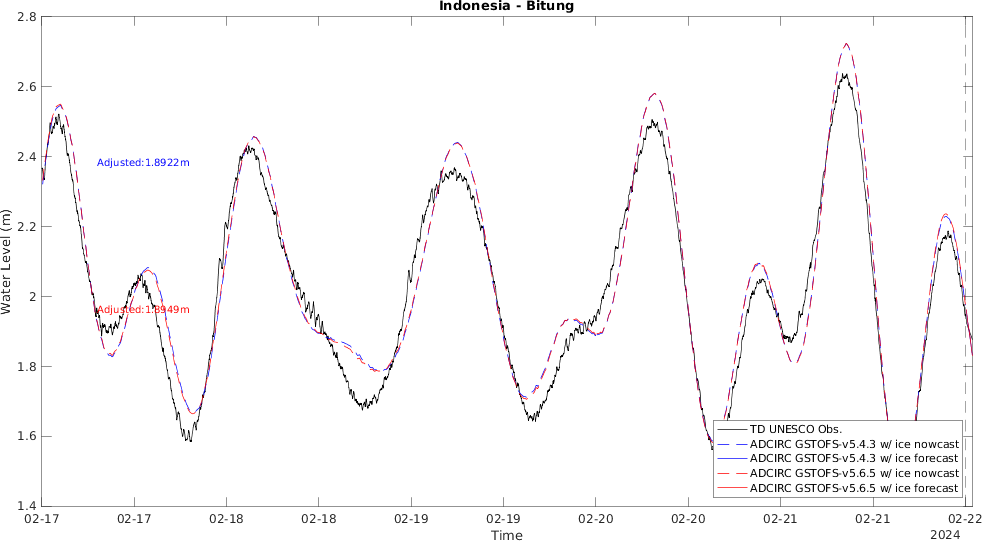 Indonesia - Bitung
2.8
2.6
2.4
2.2
2
1.8
1.6
1.4
Water Level (m)
Adjusted:1.8922m
Adjusted:1.8949m
TD UNESCO Obs.
ADCIRC GSTOFS-v5.4.3 w/ ice nowcast
ADCIRC GSTOFS-v5.4.3 w/ ice forecast
ADCIRC GSTOFS-v5.6.5 w/ ice nowcast
ADCIRC GSTOFS-v5.6.5 w/ ice forecast
02-17 02-17 02-18 02-18 02-19 02-19 02-20 02-20 02-21 02-21 02-22
Time
2024